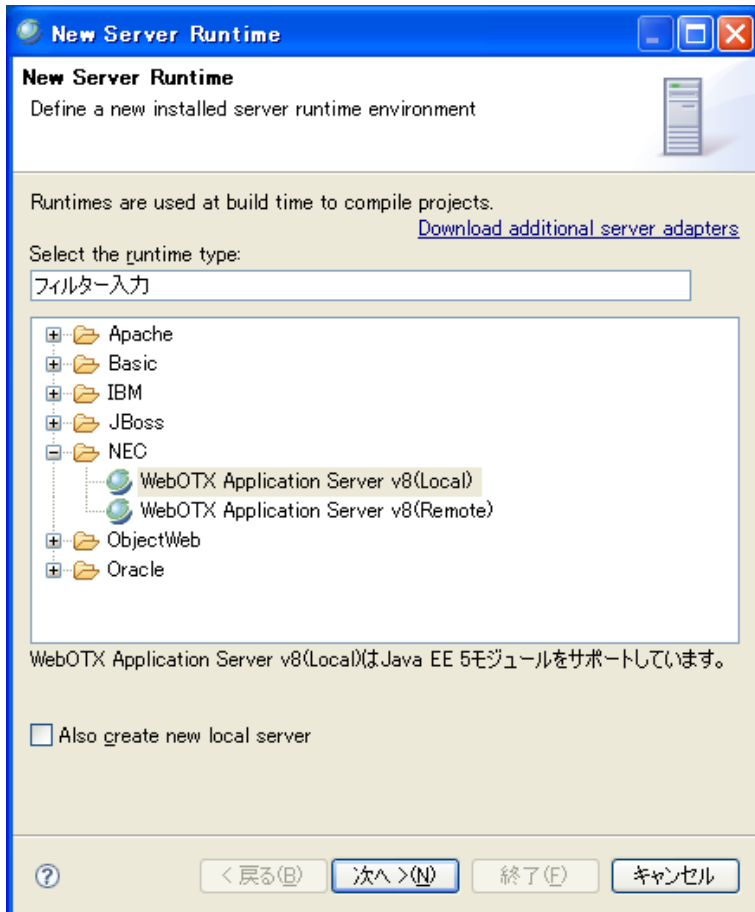 New Server Runtime
New Server Runtime
Define a new installed server runtime environment
Runtimes are used at build time to compile projects.
Download additional server adapters
Select the runtime type:
フィルター入力
Apache
Basic
IBM
JBoss
NEC
WebOTX Application Server v8(Local)
WebOTX Application Server v8(Remote)
ObjectWeb
Oracle
WebOTX Application Server v8(Local)はJava EE 5モジュールをサポートしています。
Also create new local server
< 戻る(B) 次へ >(N) 終了(F) キャンセル